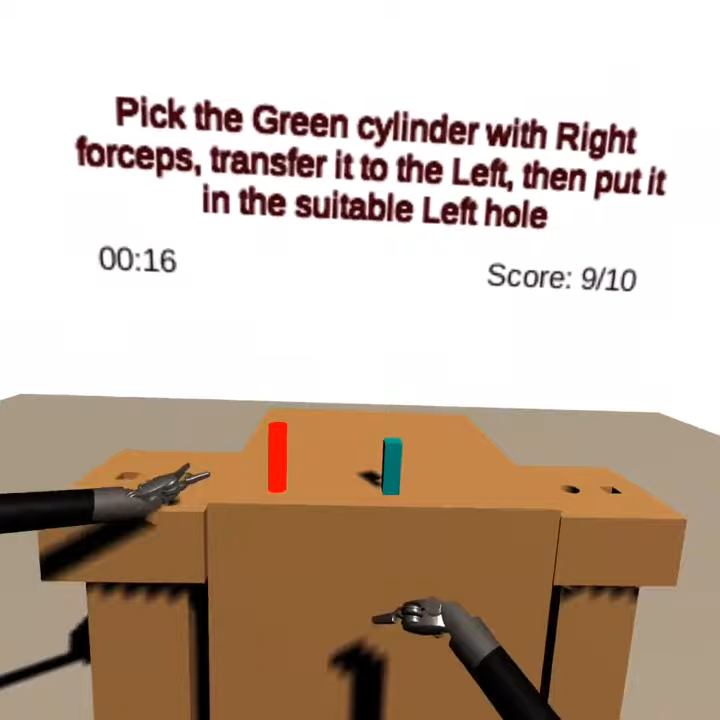 Pick the Green cylinder with Right
forceps, transfer it to the Left, then put it
in the suitable Left hole
00:16
Score: 9/10